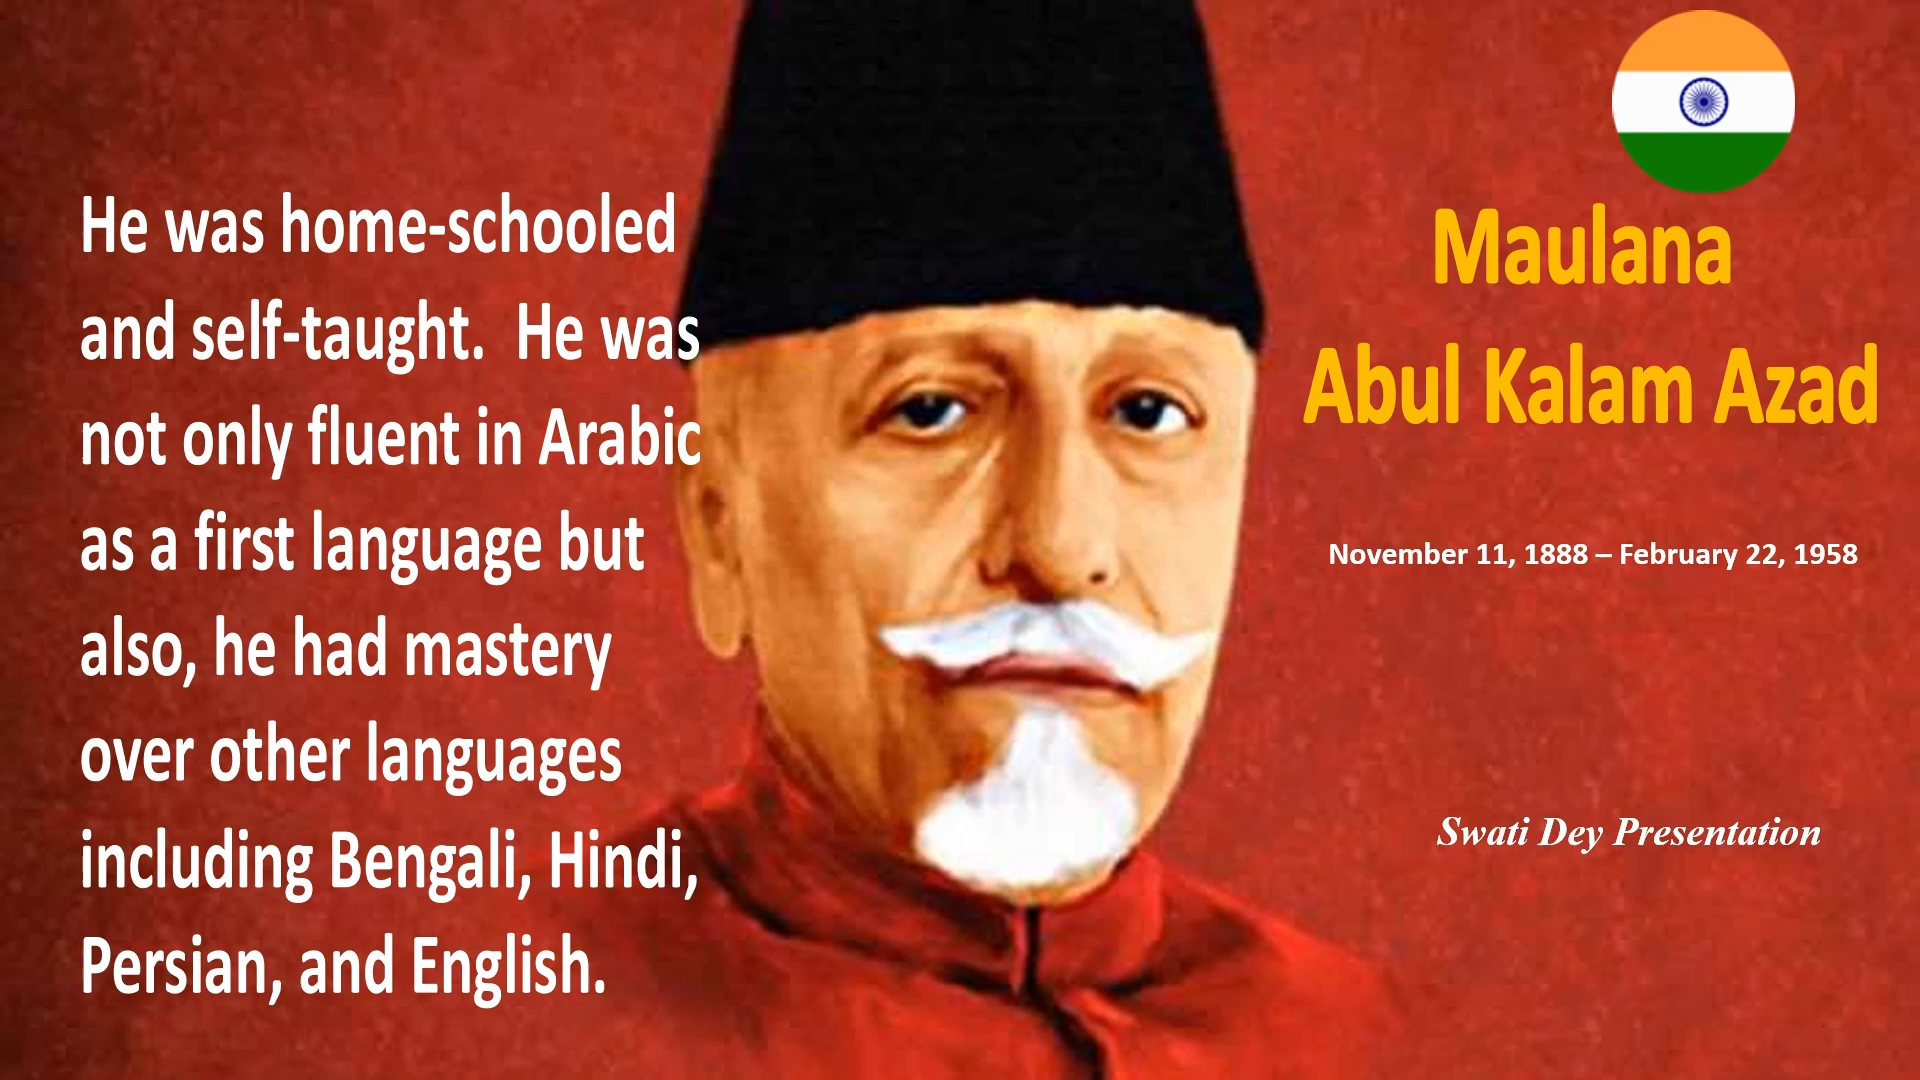 He was home-schooled
and self-taught.  He was
not only fluent in Arabic
as a first language but
also, he had mastery
over other languages
including Bengali, Hindi,
Persian, and English.
Maulana
Abul Kalam Azad
November 11, 1888 – February 22, 1958
Swati Dey Presentation